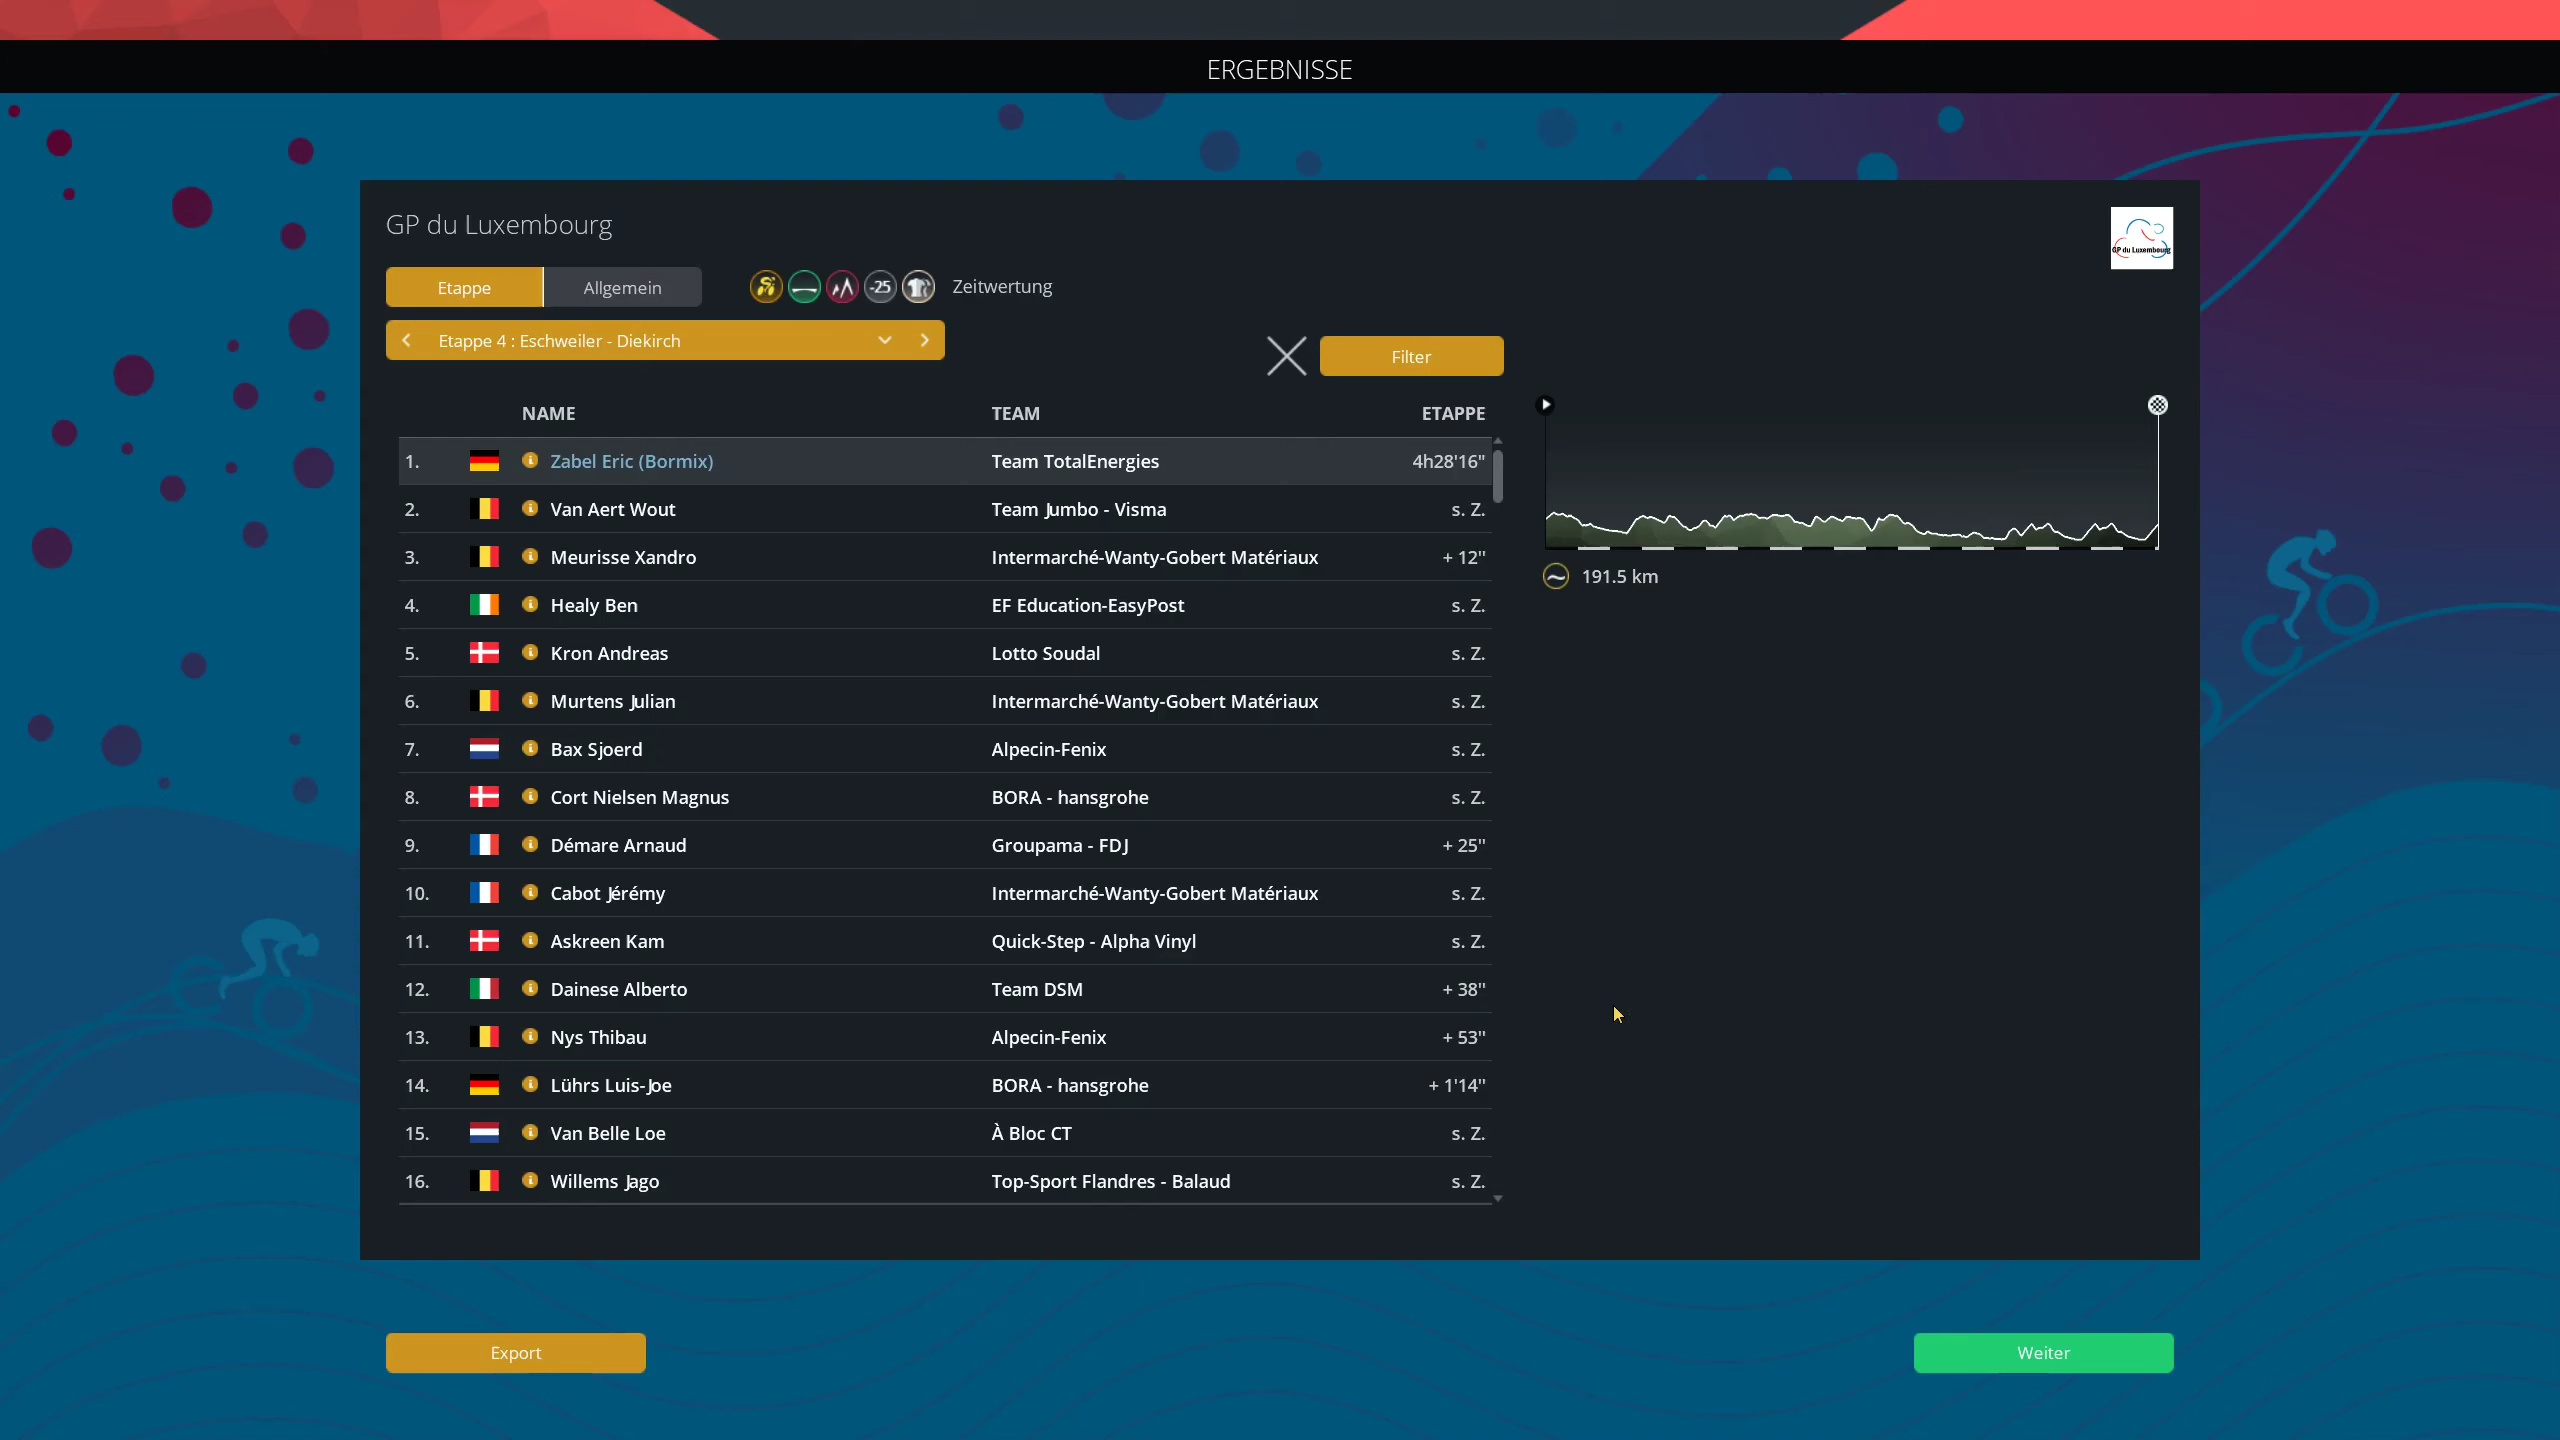 ERGEBNISSE
GP du Luxembourg
GP du Luxembourg
Etappe Allgemein -25 Zeitwertung
Etappe 4 : Eschweiler - Diekirch
Filter
NAME TEAM ETAPPE
1. Zabel Eric (Bormix) Team TotalEnergies 4h28'16"
2. Van Aert Wout Team Jumbo - Visma s. Z.
3. Meurisse Xandro Intermarché-Wanty-Gobert Matériaux + 12"
4. Healy Ben EF Education-EasyPost s. Z.
5. Kron Andreas Lotto Soudal s. Z.
6. Murtens Julian Intermarché-Wanty-Gobert Matériaux s. Z.
7. Bax Sjoerd Alpecin-Fenix s. Z.
8. Cort Nielsen Magnus BORA - hansgrohe s. Z.
9. Démare Arnaud Groupama - FDJ + 25"
10. Cabot Jérémy Intermarché-Wanty-Gobert Matériaux s. Z.
11. Askreen Kam Quick-Step - Alpha Vinyl s. Z.
12. Dainese Alberto Team DSM + 38"
13. Nys Thibau Alpecin-Fenix + 53"
14. Lührs Luis-Joe BORA - hansgrohe + 1'14"
15. Van Belle Loe À Bloc CT s. Z.
16. Willems Jago Top-Sport Flandres - Balaud s. Z.
191.5 km
Export
Weiter